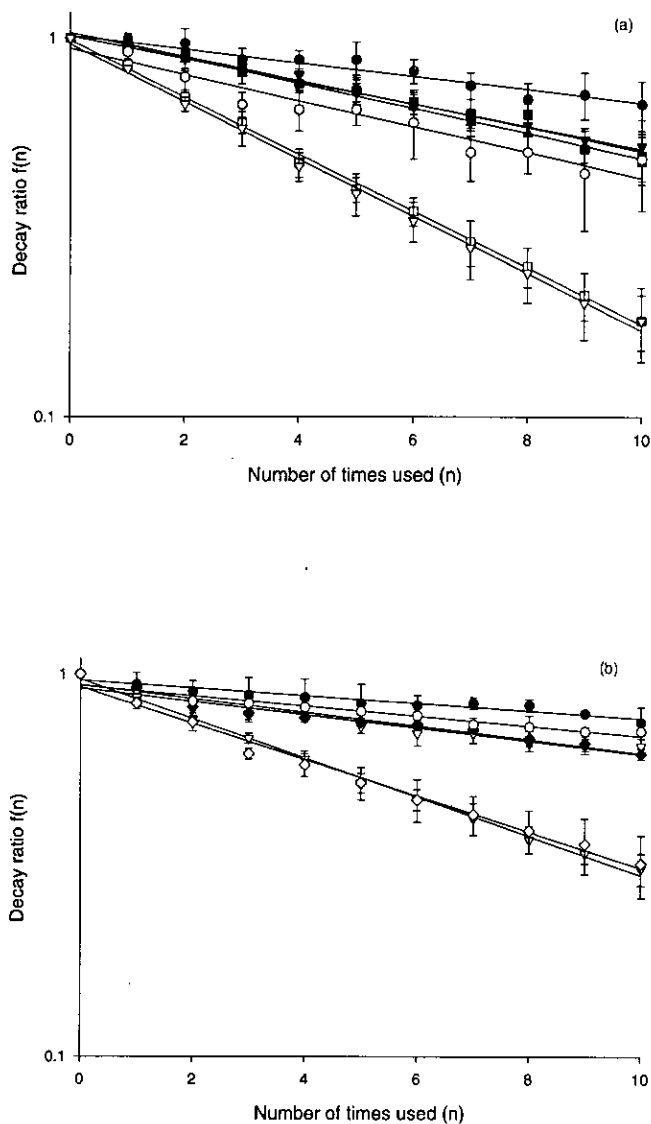 (a)
1
Decay ratio f(n)
0.1
0 2 4 6 8 10
Number of times used (n)
(b)
1
Decay ratio f(n)
0.1
0 2 4 6 8 10
Number of times used (n)